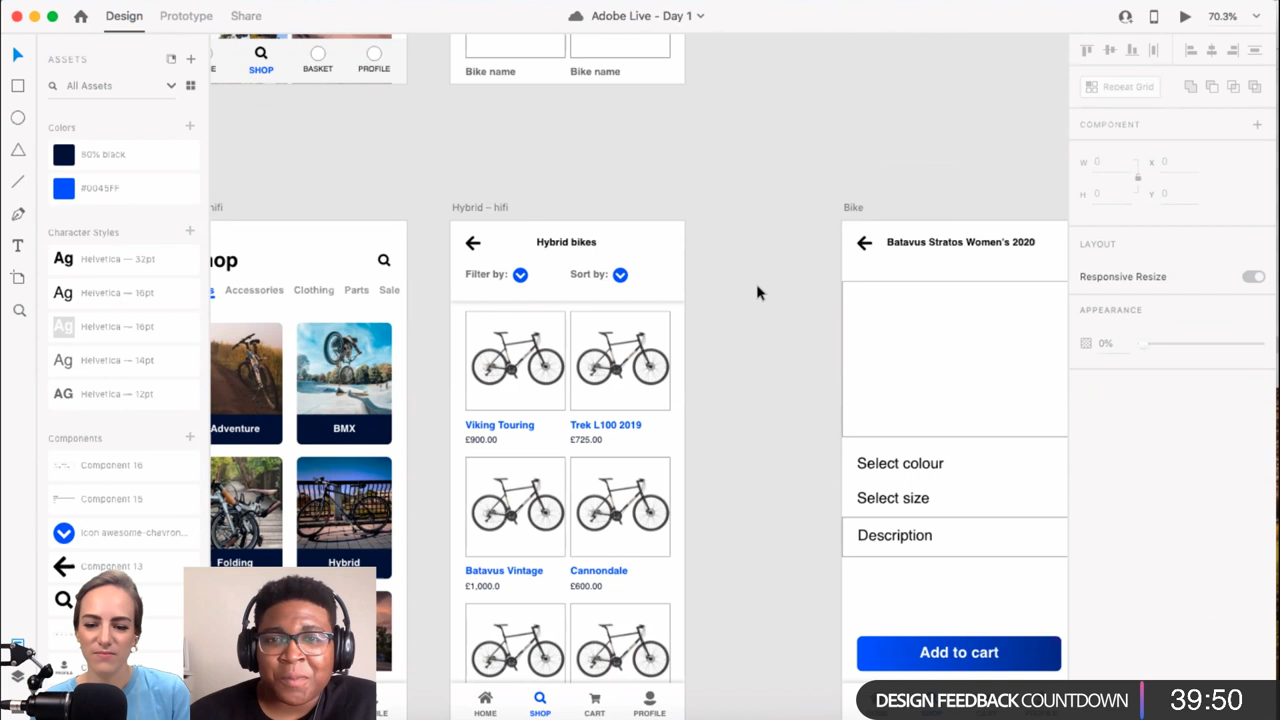 Design Prototype Share
Adobe Live - Day 1
70.3%
ASSETS
All Assets
Colors
80% black
#0045FF
Character Styles
Ag Helvetica — 32pt
Ag Helvetica — 16pt
Ag Helvetica — 16pt
Ag Helvetica — 14pt
AG Helvetica — 12pt
Components
Component 16
Component 15
Icon awesome-chevron...
Component 13
PROFILE
SHOP BASKET PROFILE
Bike name Bike name
hifi
hop
Accessories Clothing Parts Sale
Adventure BMX
Folding Hybrid
Hybrid – hifi
Hybrid bikes
Filter by: Sort by:
Viking Touring Trek L100 2019
£900.00 £725.00
Batavus Vintage Cannondale
£1,000.0 £600.00
HOME SHOP CART PROFILE
Bike
Batavus Stratos Women's 2020
Select colour
Select size
Description
Add to cart
Repeat Grid
COMPONENT
W 0 X 0
H 0 Y 0
LAYOUT
Responsive Resize
APPEARANCE
0%
DESIGN FEEDBACK COUNTDOWN 39:50